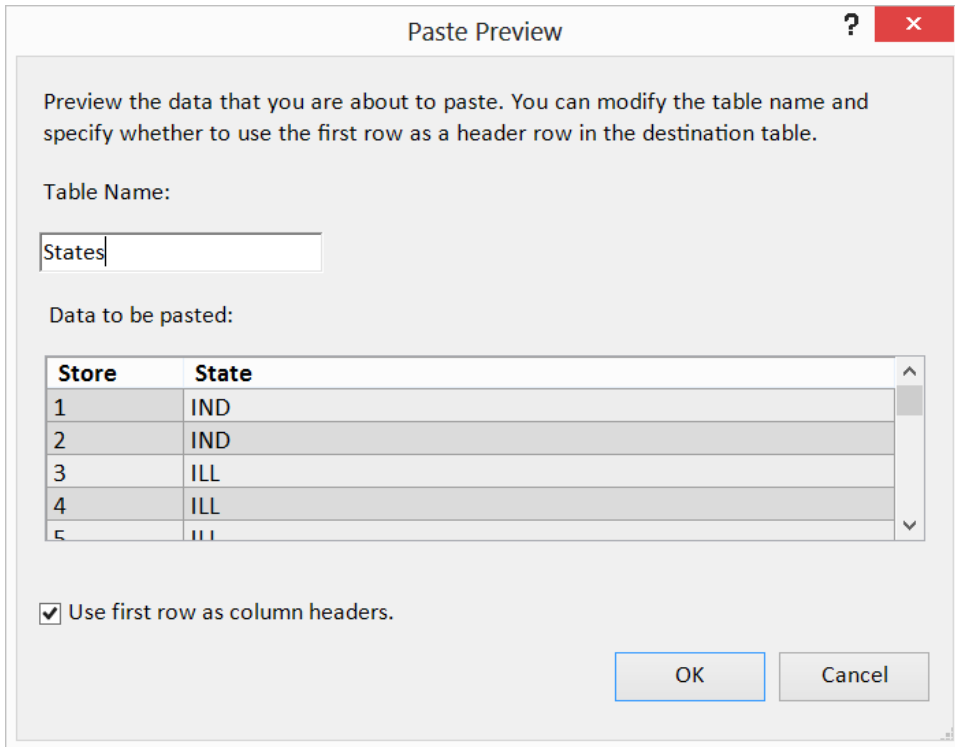 Paste Preview
?
Preview the data that you are about to paste. You can modify the table name and
specify whether to use the first row as a header row in the destination table.
Table Name:
States
Data to be pasted:
Store State
1 IND
2 IND
3 ILL
4 ILL
5 ILL
Use first row as column headers.
OK Cancel